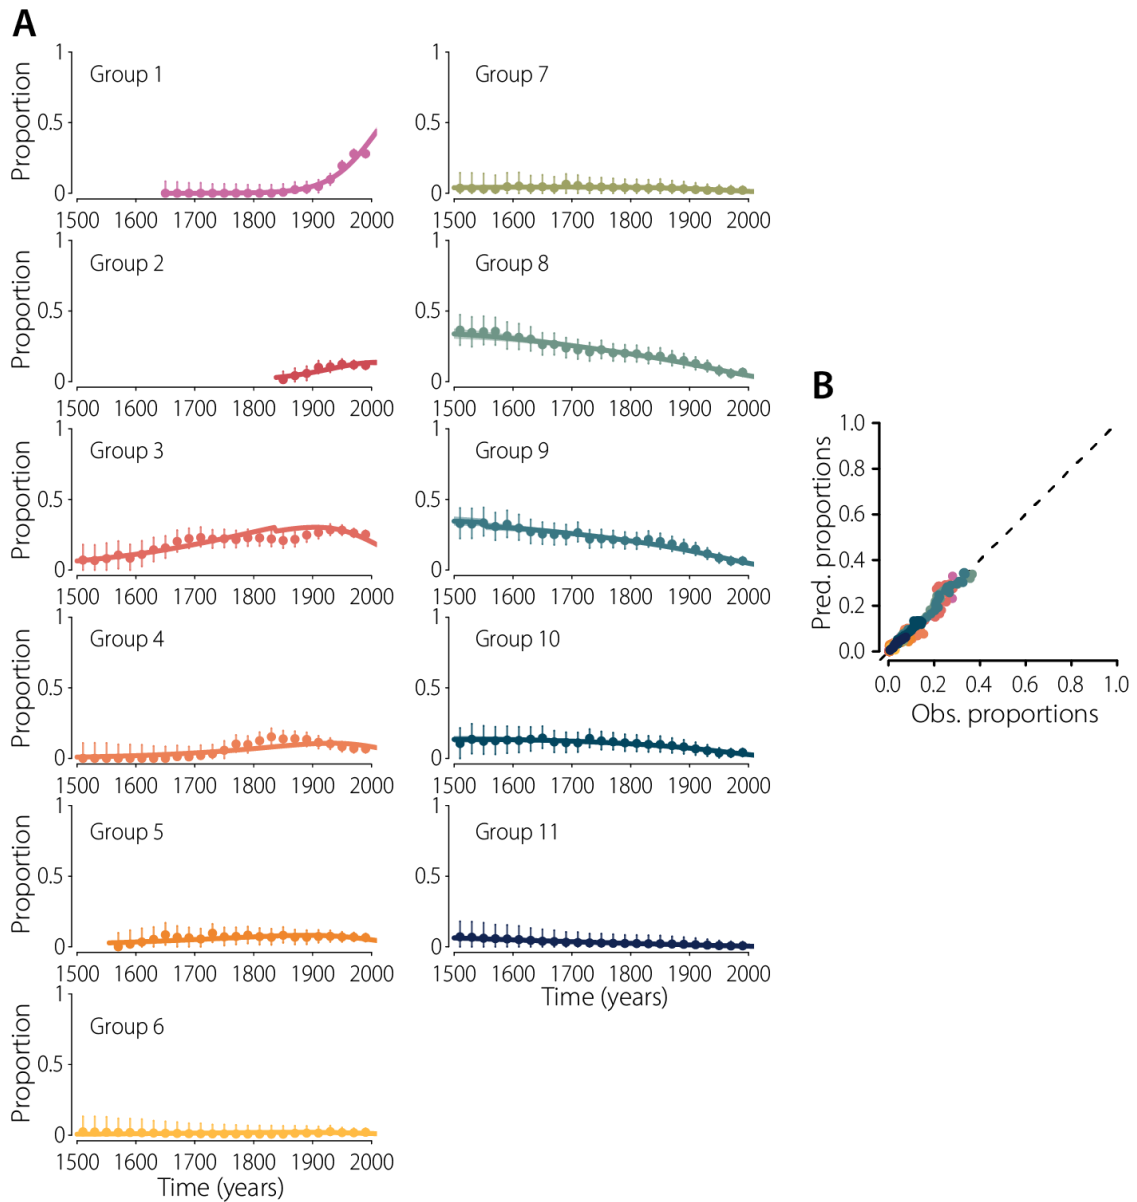 A
Proportion
1
0.5
0
Group 1
1500 1600 1700 1800 1900 2000
1
0.5
0
Group 7
1500 1600 1700 1800 1900 2000
Proportion
1
0.5
0
Group 2
1500 1600 1700 1800 1900 2000
1
0.5
0
Group 8
1500 1600 1700 1800 1900 2000
Proportion
1
0.5
0
Group 3
1500 1600 1700 1800 1900 2000
1
0.5
0
Group 9
1500 1600 1700 1800 1900 2000
Proportion
1
0.5
0
Group 4
1500 1600 1700 1800 1900 2000
1
0.5
0
Group 10
1500 1600 1700 1800 1900 2000
Proportion
1
0.5
0
Group 5
1500 1600 1700 1800 1900 2000
1
0.5
0
Group 11
1500 1600 1700 1800 1900 2000
Time (years)
Proportion
1
0.5
0
Group 6
1500 1600 1700 1800 1900 2000
Time (years)
B
Pred. proportions
1.0
0.8
0.6
0.4
0.2
0.0
0.0 0.2 0.4 0.6 0.8 1.0
Obs. proportions